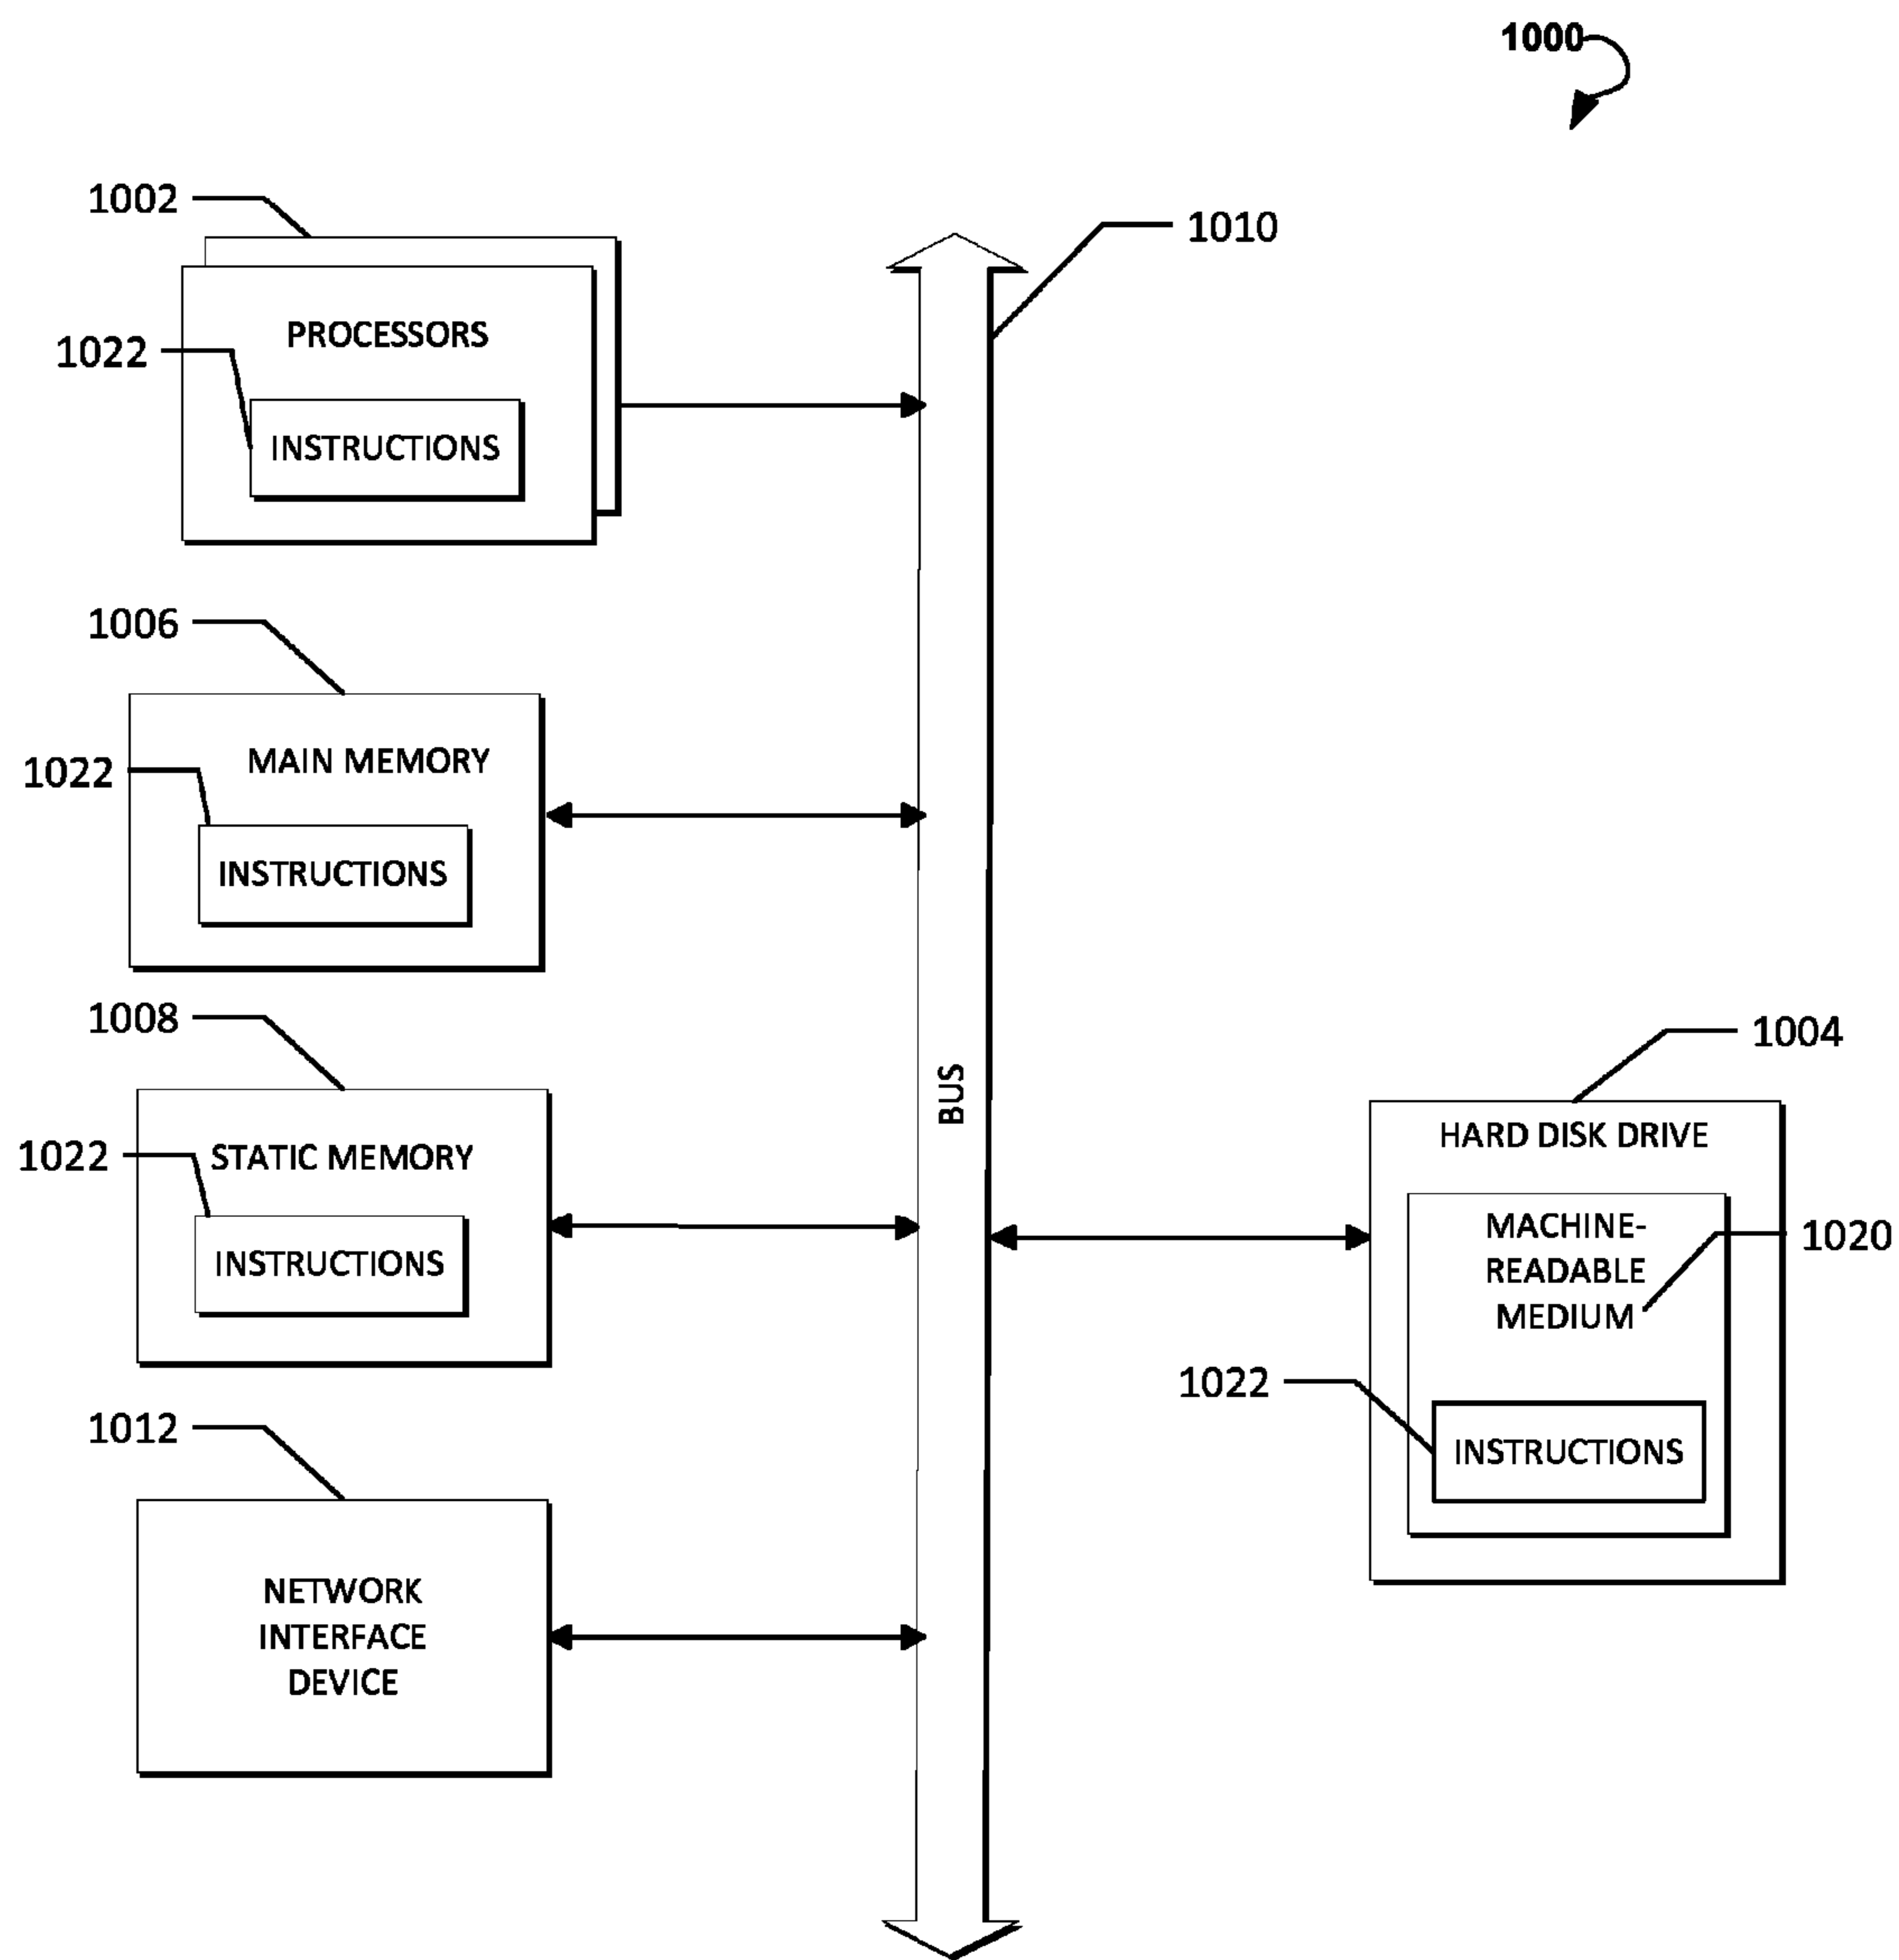 1000
1002
1010
PROCESSORS
1022
INSTRUCTIONS
1006
MAIN MEMORY
1022
INSTRUCTIONS
1008
1004
BUS
HARD DISK DRIVE
STATIC MEMORY
1022
MACHINE-
READABLE
MEDIUM
1020
INSTRUCTIONS
1022
INSTRUCTIONS
1012
NETWORK
INTERFACE
DEVICE